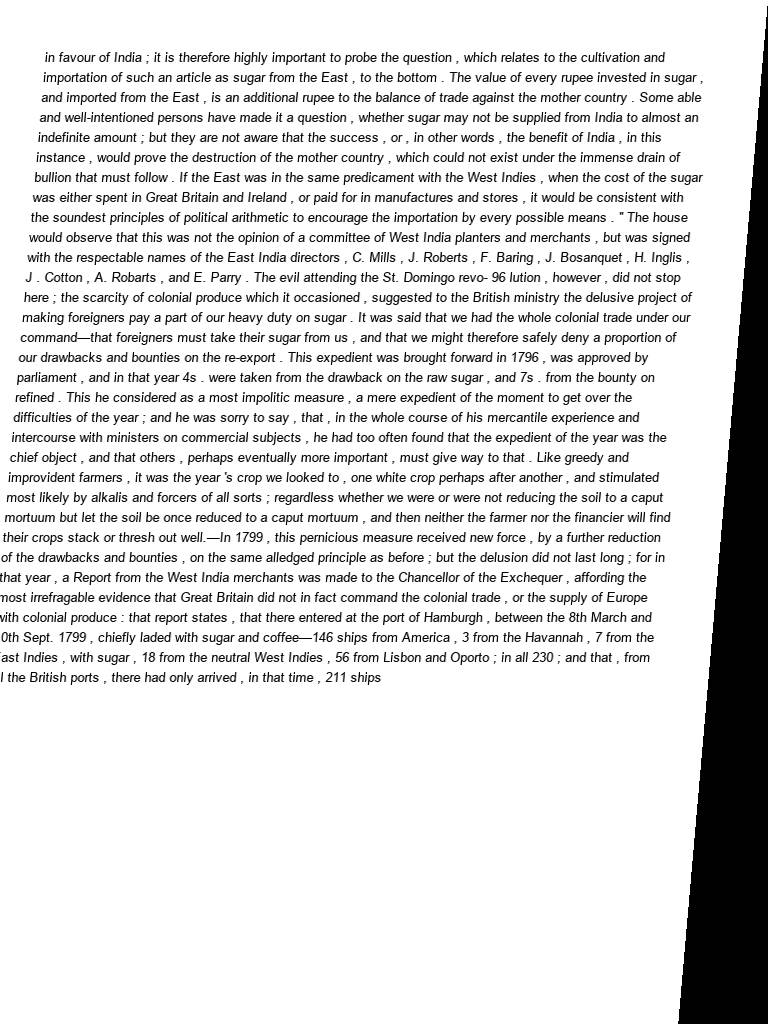 in favour of India ; it is therefore highly important to probe the question , which relates to the cultivation and
importation of such an article as sugar from the East , to the bottom . The value of every rupee invested in sugar ,
and imported from the East , is an additional rupee to the balance of trade against the mother country . Some able
and well-intentioned persons have made it a question , whether sugar may not be supplied from India to almost an
indefinite amount ; but they are not aware that the success , or , in other words , the benefit of India , in this
instance , would prove the destruction of the mother country , which could not exist under the immense drain of
bullion that must follow . If the East was in the same predicament with the West Indies , when the cost of the sugar
was either spent in Great Britain and Ireland , or paid for in manufactures and stores , it would be consistent with
the soundest principles of political arithmetic to encourage the importation by every possible means . " The house
would observe that this was not the opinion of a committee of West India planters and merchants , but was signed
with the respectable names of the East India directors , C. Mills , J. Roberts , F. Baring , J. Bosanquet , H. Inglis ,
J . Cotton , A. Robarts , and E. Parry . The evil attending the St. Domingo revo- 96 lution , however , did not stop
here ; the scarcity of colonial produce which it occasioned , suggested to the British ministry the delusive project of
making foreigners pay a part of our heavy duty on sugar . It was said that we had the whole colonial trade under our
command—that foreigners must take their sugar from us , and that we might therefore safely deny a proportion of
our drawbacks and bounties on the re-export . This expedient was brought forward in 1796 , was approved by
parliament , and in that year 4s . were taken from the drawback on the raw sugar , and 7s . from the bounty on
refined . This he considered as a most impolitic measure , a mere expedient of the moment to get over the
difficulties of the year ; and he was sorry to say , that , in the whole course of his mercantile experience and
intercourse with ministers on commercial subjects , he had too often found that the expedient of the year was the
chief object , and that others , perhaps eventually more important , must give way to that . Like greedy and
improvident farmers , it was the year 's crop we looked to , one white crop perhaps after another , and stimulated
most likely by alkalis and forcers of all sorts ; regardless whether we were or were not reducing the soil to a caput
mortuum but let the soil be once reduced to a caput mortuum , and then neither the farmer nor the financier will find
their crops stack or thresh out well.—In 1799 , this pernicious measure received new force , by a further reduction
of the drawbacks and bounties , on the same alledged principle as before ; but the delusion did not last long ; for in
that year , a Report from the West India merchants was made to the Chancellor of the Exchequer , affording the
most irrefragable evidence that Great Britain did not in fact command the colonial trade , or the supply of Europe
with colonial produce : that report states , that there entered at the port of Hamburgh , between the 8th March and
0th Sept. 1799 , chiefly laded with sugar and coffee—146 ships from America , 3 from the Havannah , 7 from the
East Indies , with sugar , 18 from the neutral West Indies , 56 from Lisbon and Oporto ; in all 230 ; and that , from
l the British ports , there had only arrived , in that time , 211 ships